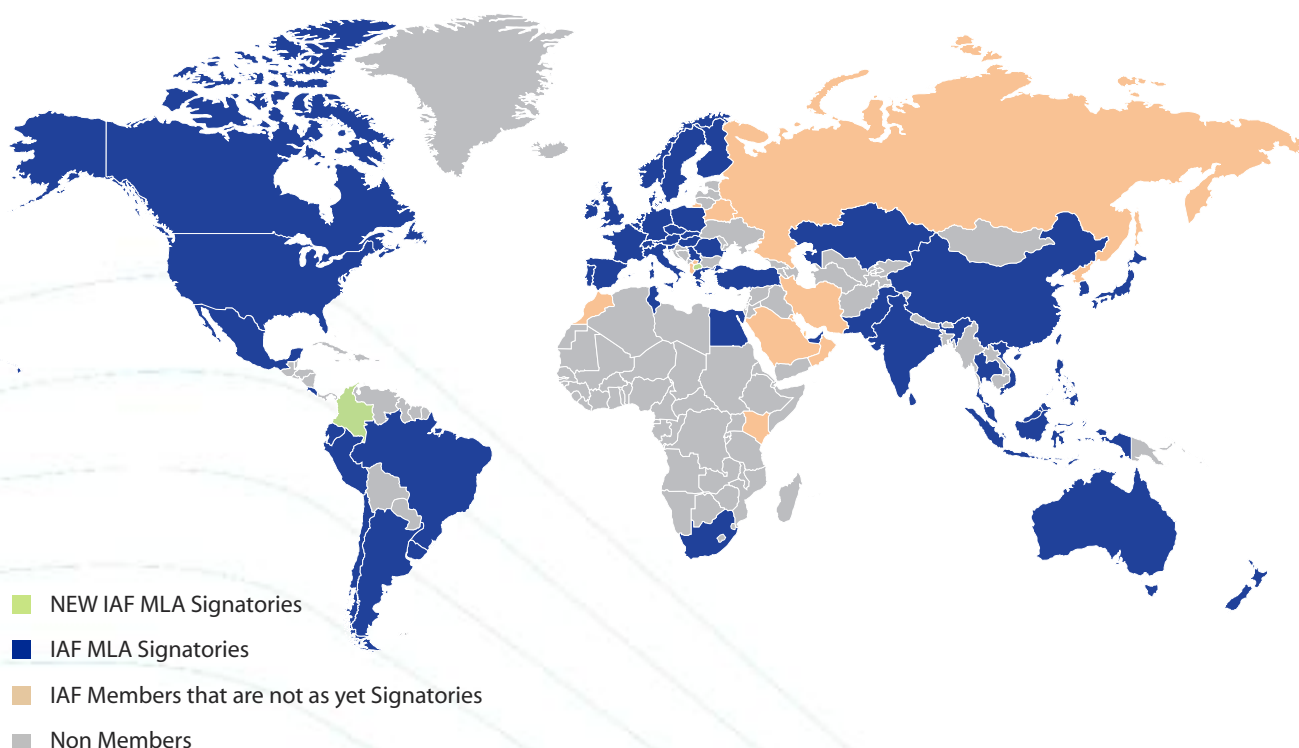 NEW IAF MLA Signatories
IAF MLA Signatories
IAF Members that are not as yet Signatories
Non Members